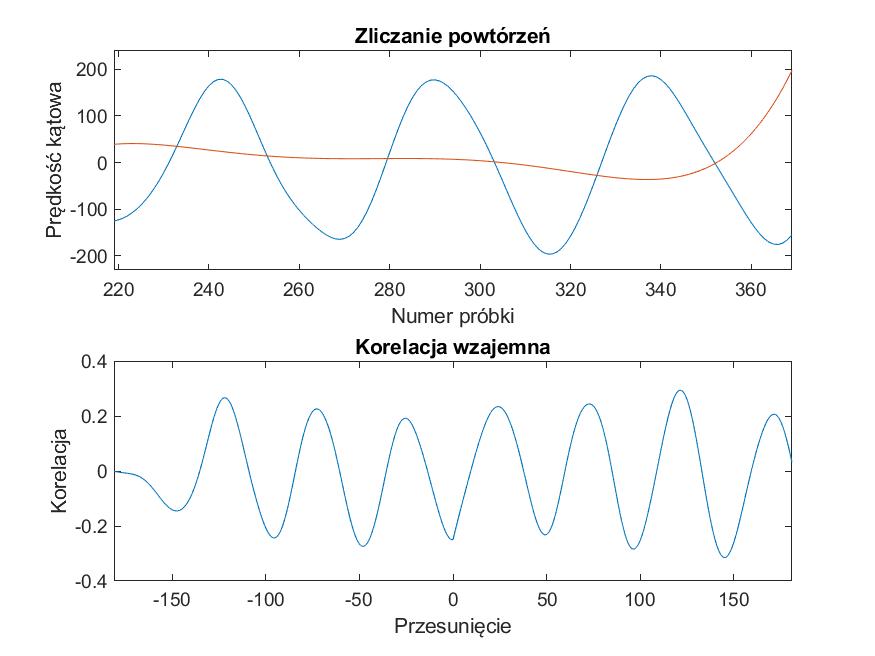 Zliczanie powtórzeń
200
100
0
-100
-200
Prędkość kątowa
220 240 260 280 300 320 340 360
Numer próbki
Korelacja wzajemna
0.4
0.2
0
-0.2
-0.4
Korelacja
-150 -100 -50 0 50 100 150
Przesunięcie